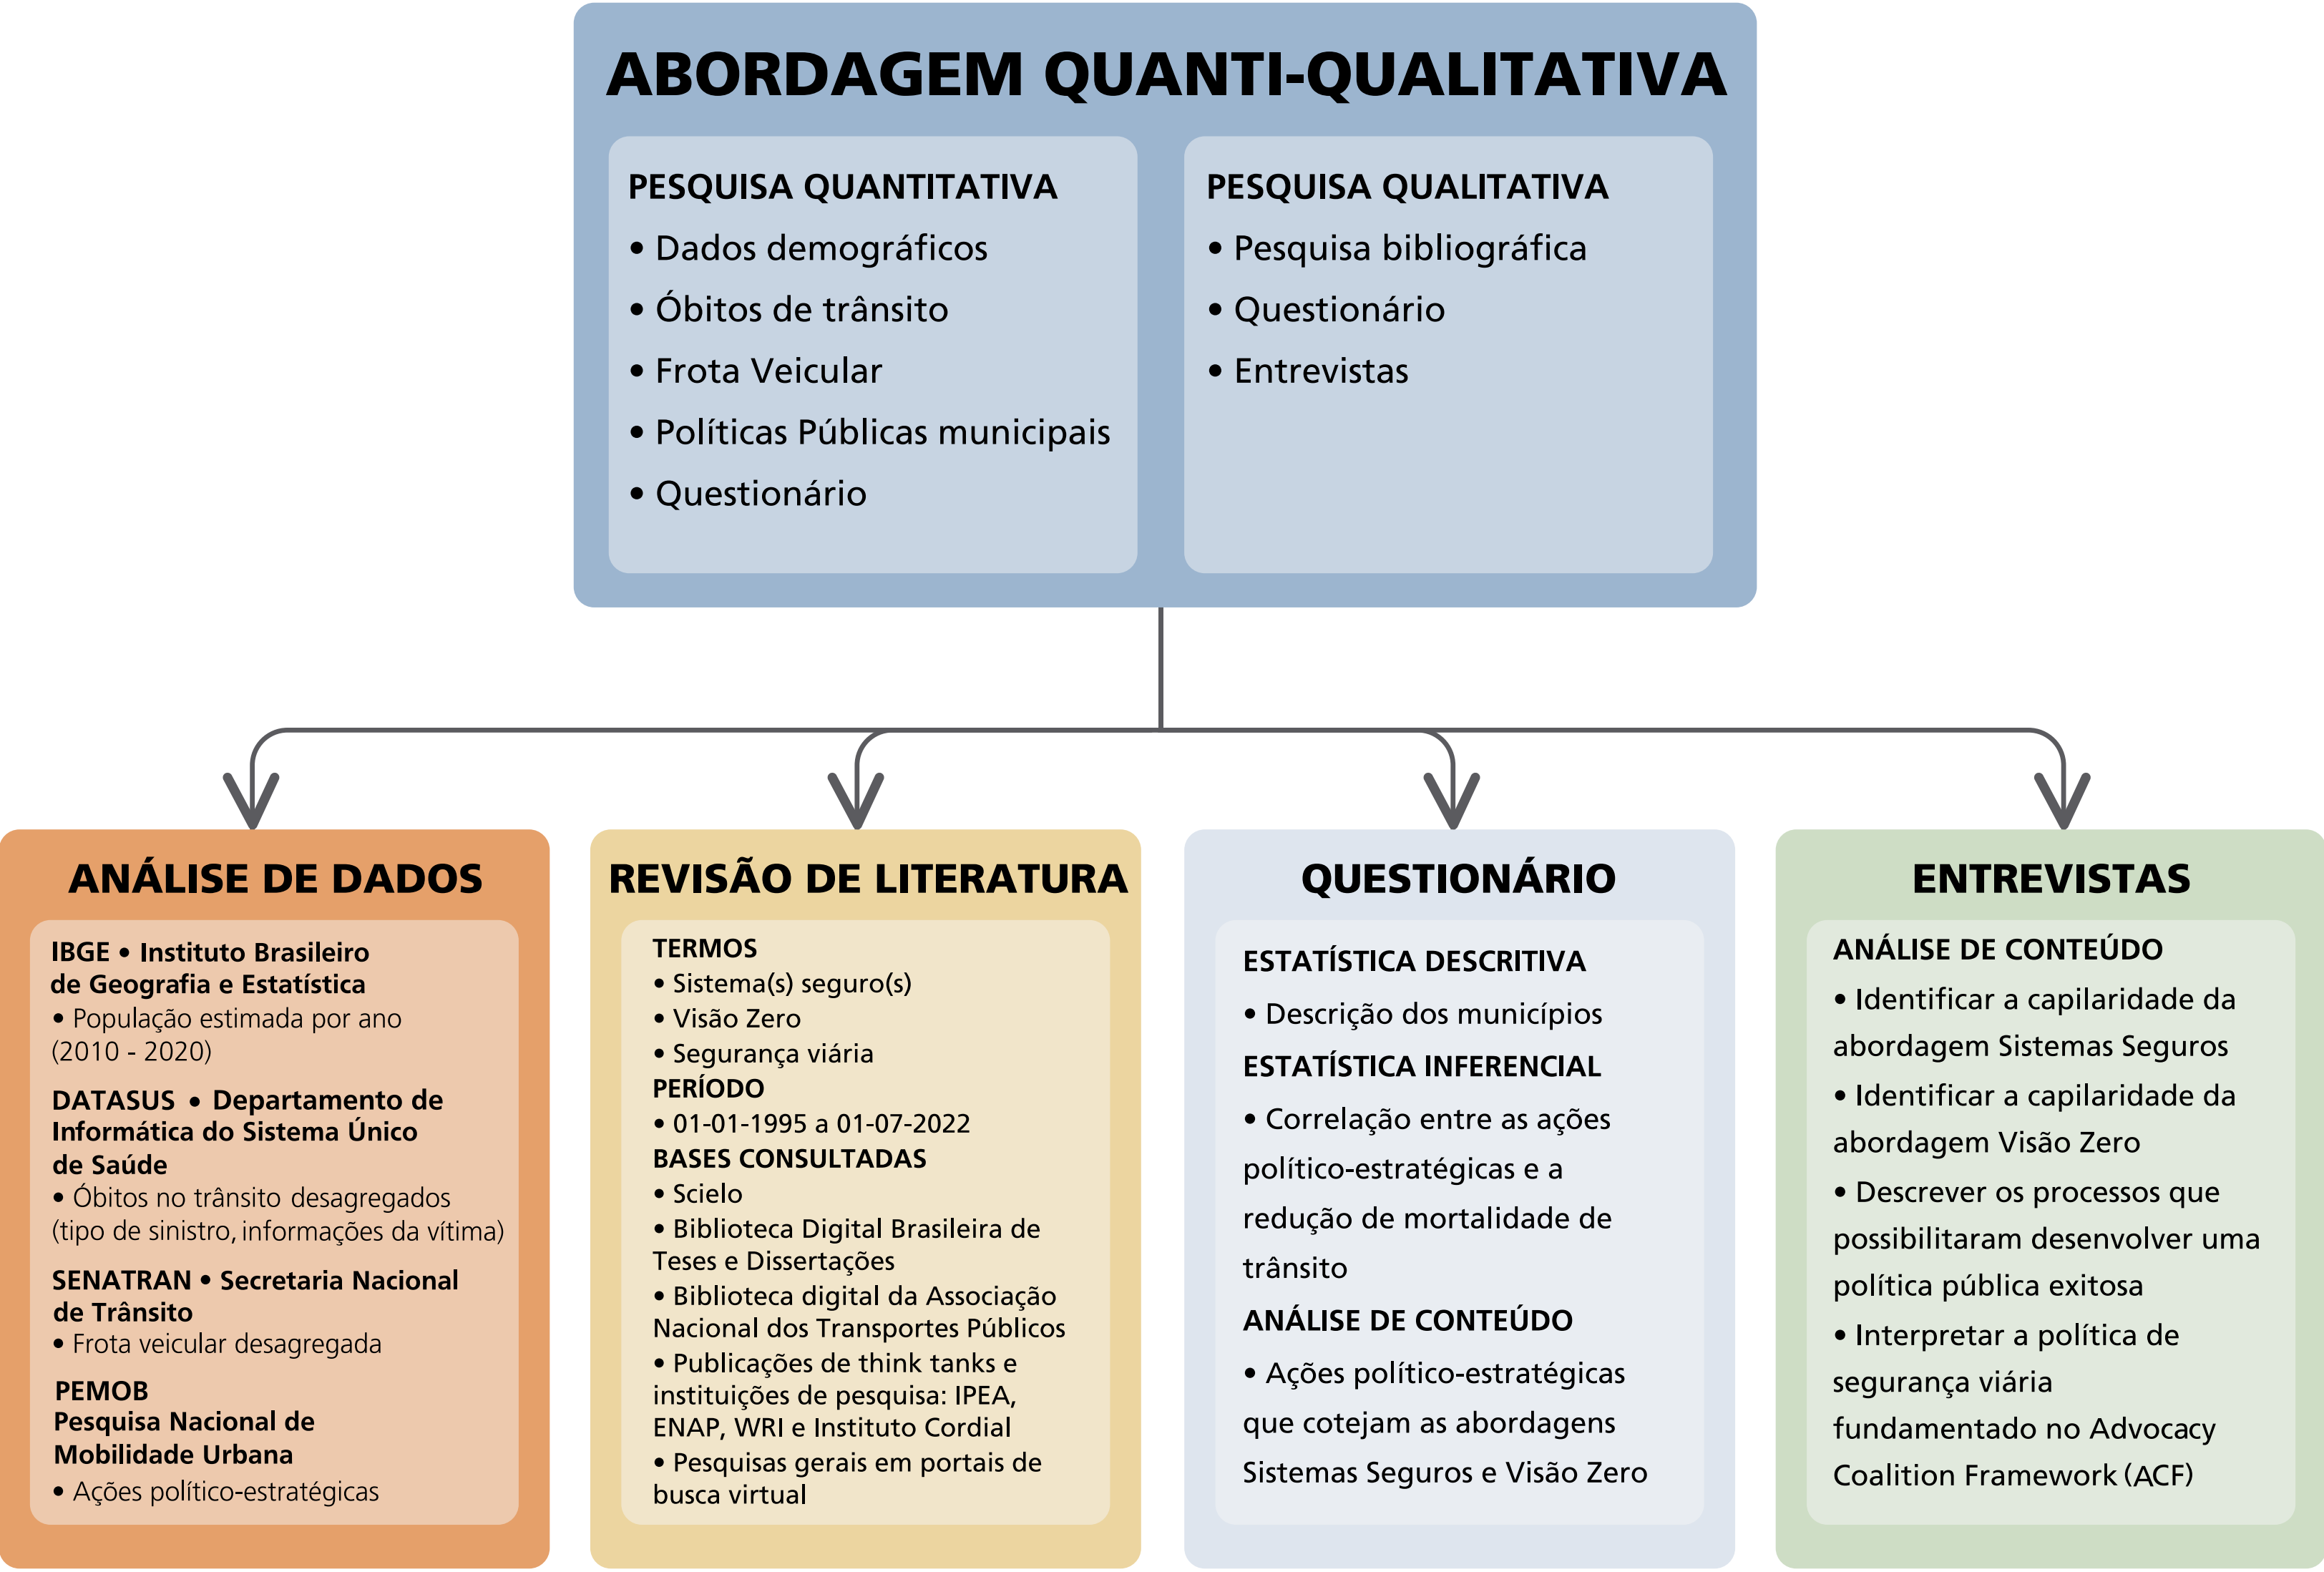 ABORDAGEM QUANTI-QUALITATIVA
PESQUISA QUANTITATIVA
• Dados demográficos
• Óbitos de trânsito
• Frota Veicular
• Políticas Públicas municipais
• Questionário
PESQUISA QUALITATIVA
• Pesquisa bibliográfica
• Questionário
• Entrevistas
ANÁLISE DE DADOS
IBGE • Instituto Brasileiro
de Geografia e Estatística
• População estimada por ano
(2010 - 2020)
DATASUS • Departamento de
Informática do Sistema Único
de Saúde
• Óbitos no trânsito desagregados
(tipo de sinistro, informações da vítima)
SENATRAN • Secretaria Nacional
de Trânsito
• Frota veicular desagregada
PEMOB
Pesquisa Nacional de
Mobilidade Urbana
• Ações político-estratégicas
REVISÃO DE LITERATURA
TERMOS
• Sistema(s) seguro(s)
• Visão Zero
• Segurança viária
PERÍODO
• 01-01-1995 a 01-07-2022
BASES CONSULTADAS
• Scielo
• Biblioteca Digital Brasileira de
Teses e Dissertações
• Biblioteca digital da Associação
Nacional dos Transportes Públicos
• Publicações de think tanks e
instituições de pesquisa: IPEA,
ENAP, WRI e Instituto Cordial
• Pesquisas gerais em portais de
busca virtual
QUESTIONÁRIO
ESTATÍSTICA DESCRITIVA
• Descrição dos municípios
ESTATÍSTICA INFERENCIAL
• Correlação entre as ações
político-estratégicas e a
redução de mortalidade de
trânsito
ANÁLISE DE CONTEÚDO
• Ações político-estratégicas
que cotejam as abordagens
Sistemas Seguros e Visão Zero
ENTREVISTAS
ANÁLISE DE CONTEÚDO
• Identificar a capilaridade da
abordagem Sistemas Seguros
• Identificar a capilaridade da
abordagem Visão Zero
• Descrever os processos que
possibilitaram desenvolver uma
política pública exitosa
• Interpretar a política de
segurança viária
fundamentado no Advocacy
Coalition Framework (ACF)